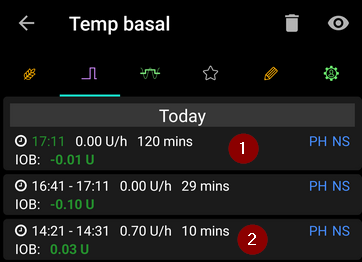 Temp basal
Today
17:11 0.00 U/h 120 mins 1 PH NS
IOB: -0.01 U
16:41 - 17:11 0.00 U/h 29 mins PH NS
IOB: -0.10 U
14:21 - 14:31 0.70 U/h 10 mins 2 PH NS
IOB: 0.03 U